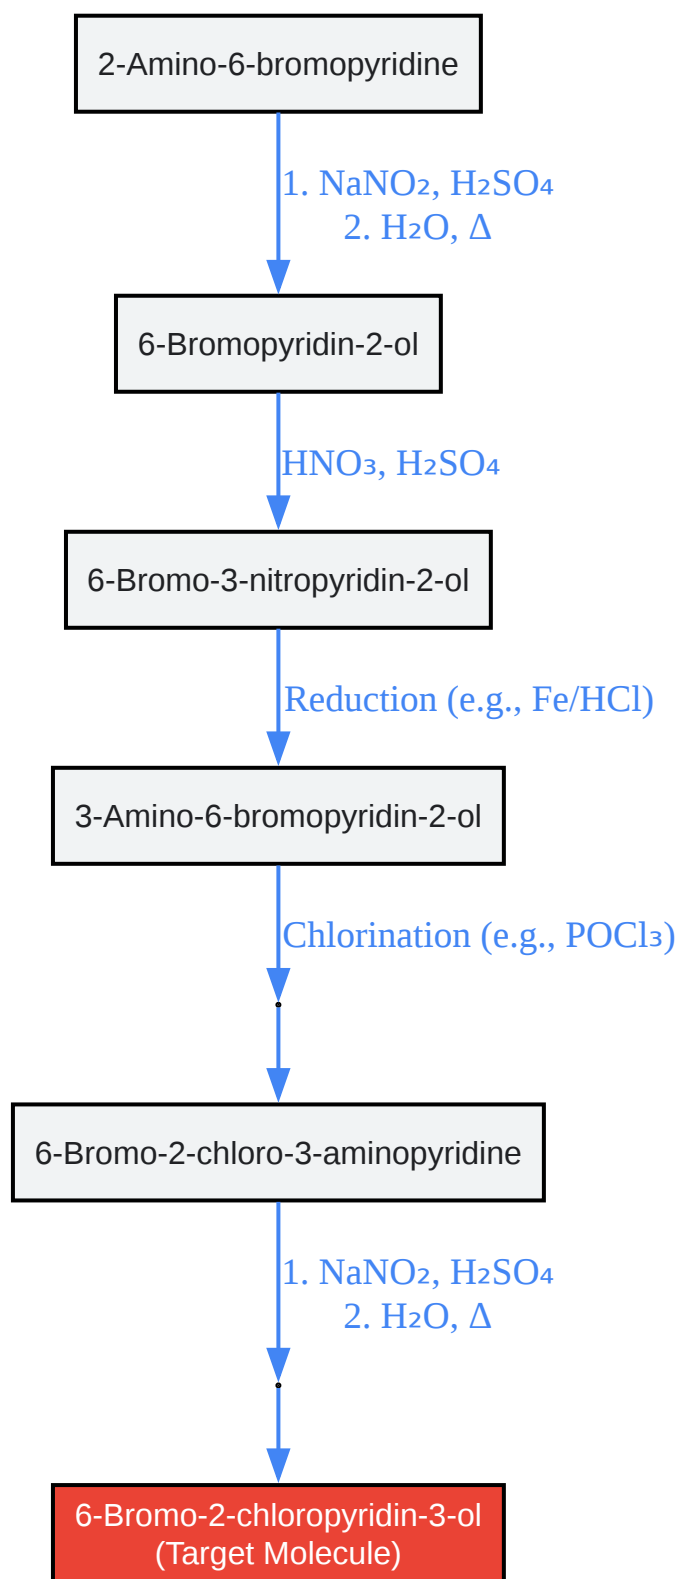 2-Amino-6-bromopyridine
1. NaNO₂, H₂SO₄
2. H₂O, Δ
6-Bromopyridin-2-ol
HNO₃, H₂SO₄
6-Bromo-3-nitropyridin-2-ol
Reduction (e.g., Fe/HCl)
3-Amino-6-bromopyridin-2-ol
Chlorination (e.g., POCl₃)
6-Bromo-2-chloro-3-aminopyridine
1. NaNO₂, H₂SO₄
2. H₂O, Δ
6-Bromo-2-chloropyridin-3-ol
(Target Molecule)